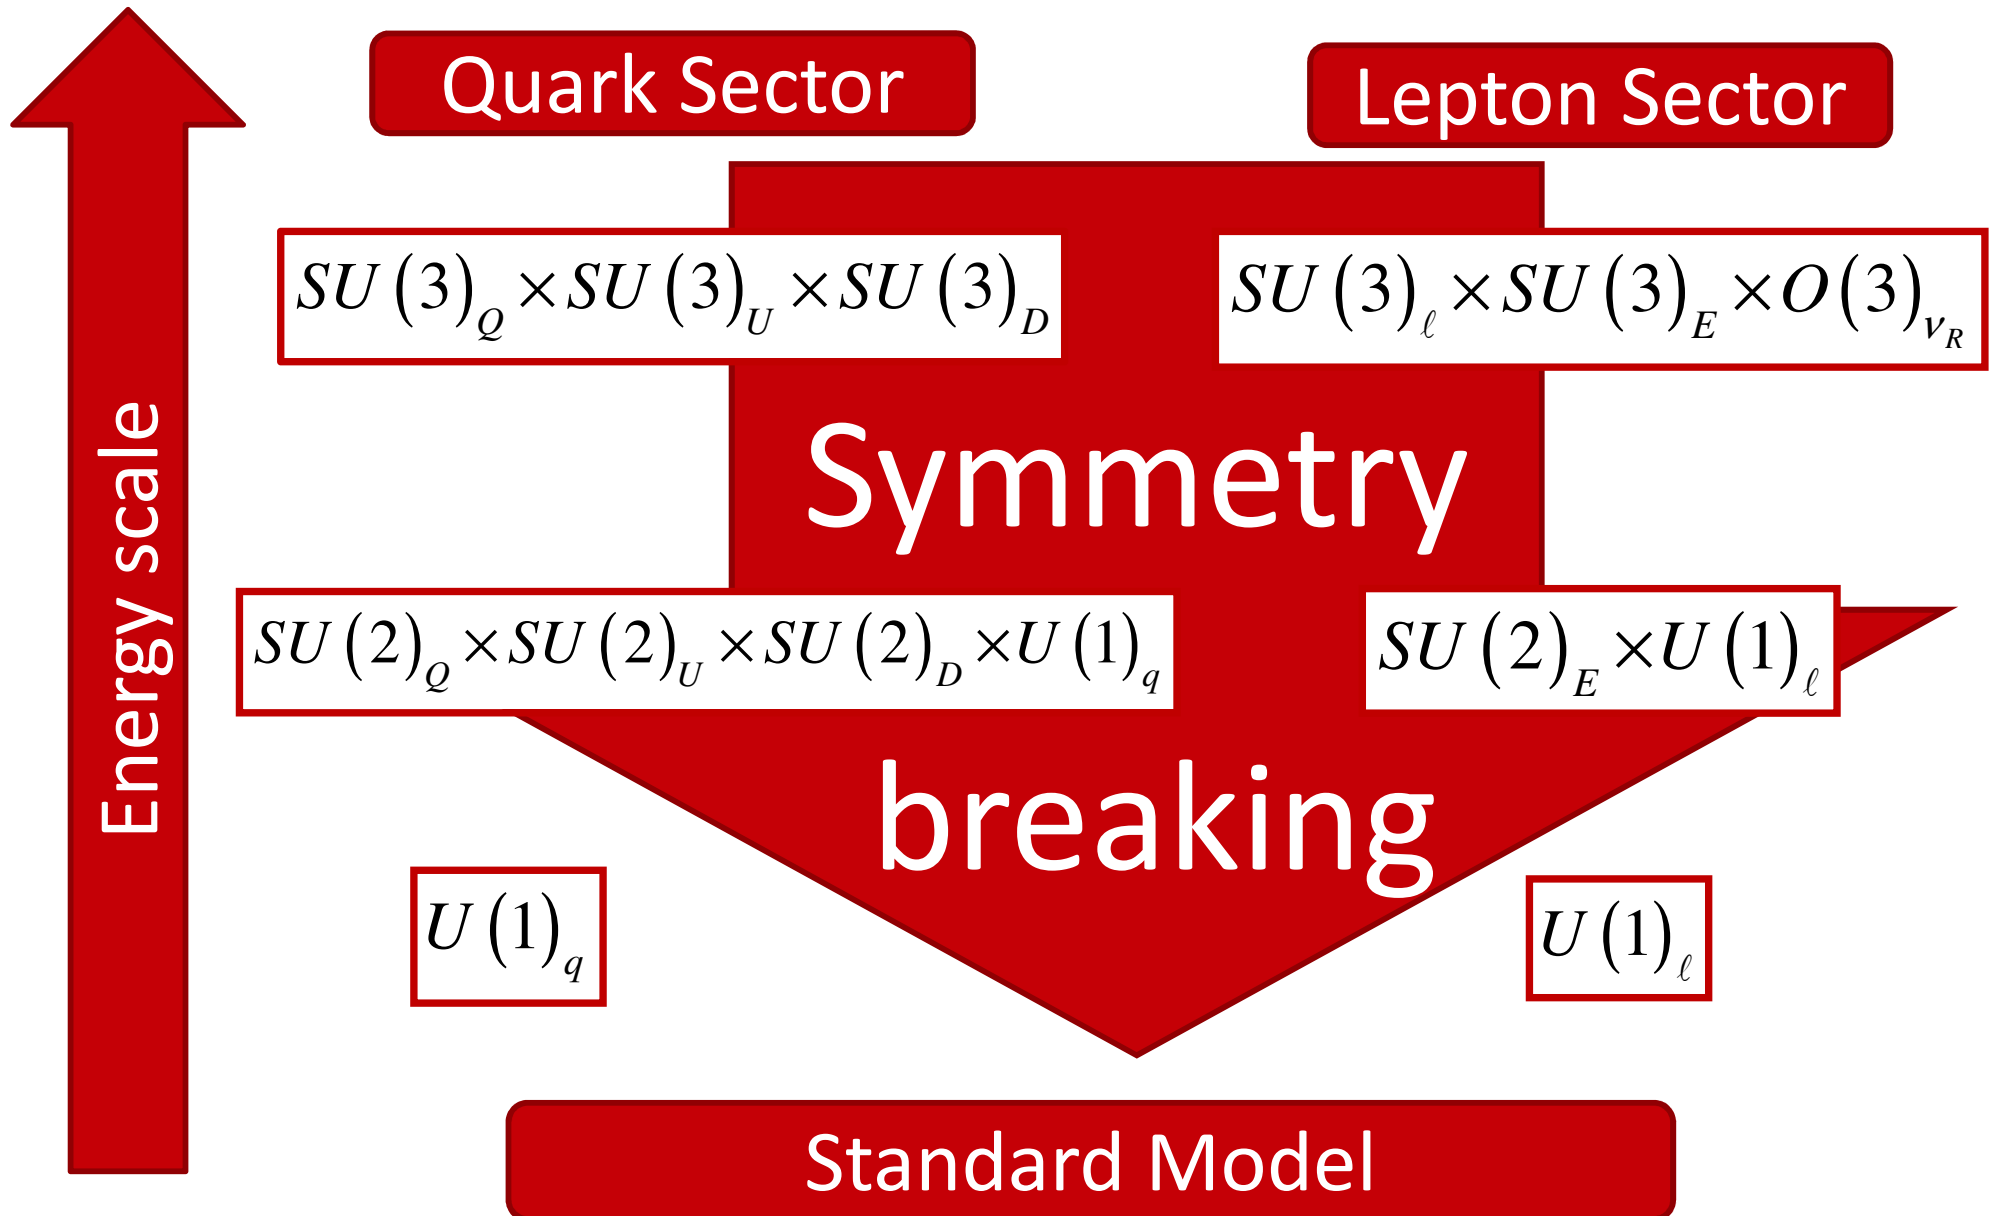 Quark Sector
Lepton Sector
SU(3)_Q × SU(3)_U × SU(3)_D
SU(3)_ℓ × SU(3)_E × O(3)_{ν_R}
Symmetry
Energy scale
SU(2)_Q × SU(2)_U × SU(2)_D × U(1)_q
SU(2)_E × U(1)_ℓ
breaking
U(1)_q
U(1)_ℓ
Standard Model